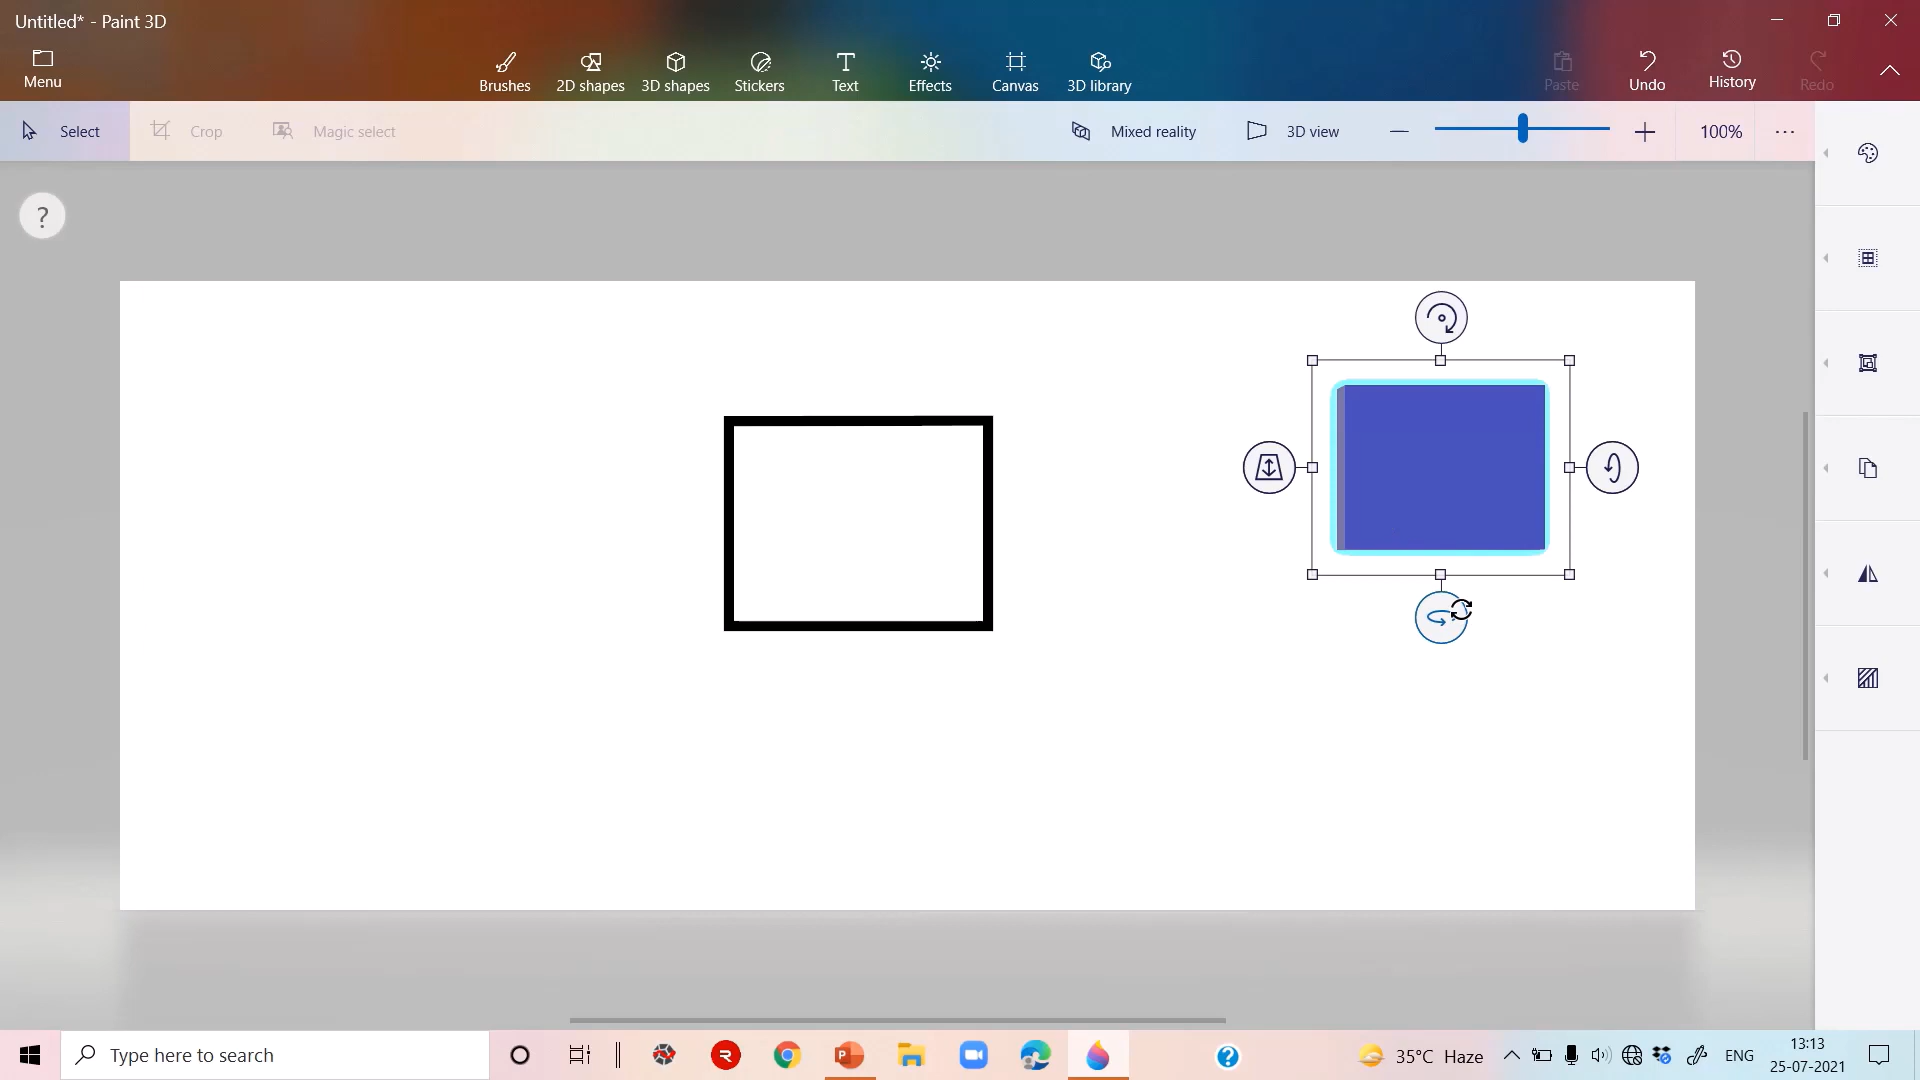 Untitled* - Paint 3D
Menu
Brushes
2D shapes
3D shapes
Stickers
Text
Effects
Canvas
3D library
Paste
Undo
History
Redo
Select
Crop
Magic select
Mixed reality
3D view
100%
?
Type here to search
35°C Haze
ENG
13:13
25-07-2021